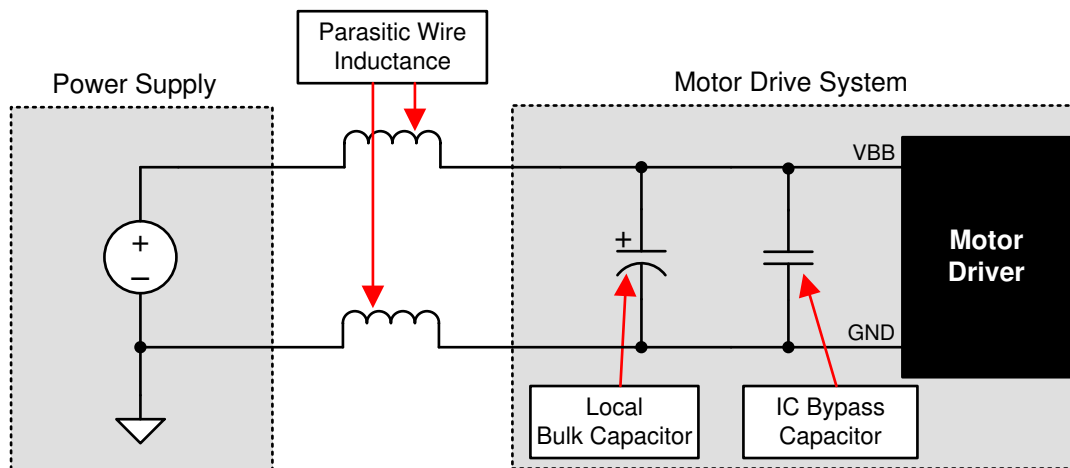 Parasitic Wire
Inductance
Power Supply
Motor Drive System
VBB
+
+
–
Motor
Driver
GND
Local
Bulk Capacitor
IC Bypass
Capacitor